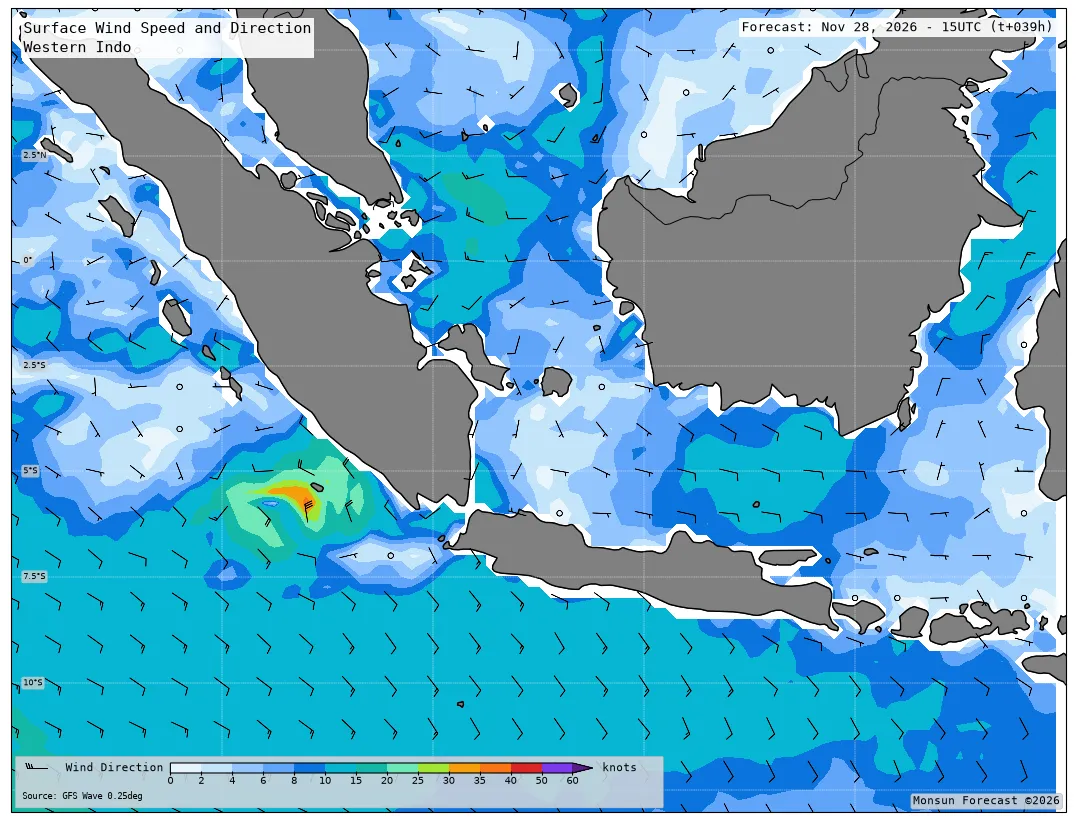 Surface Wind Speed and Direction
Western Indo
Forecast: Nov 28, 2026 - 15UTC (t+039h)
2.5°N
0°
2.5°S
5°S
7.5°S
10°S
Wind Direction
0 2 4 6 8 10 15 20 25 30 35 40 50 60
knots
Source: GFS Wave 0.25deg
Monsun Forecast ©2026